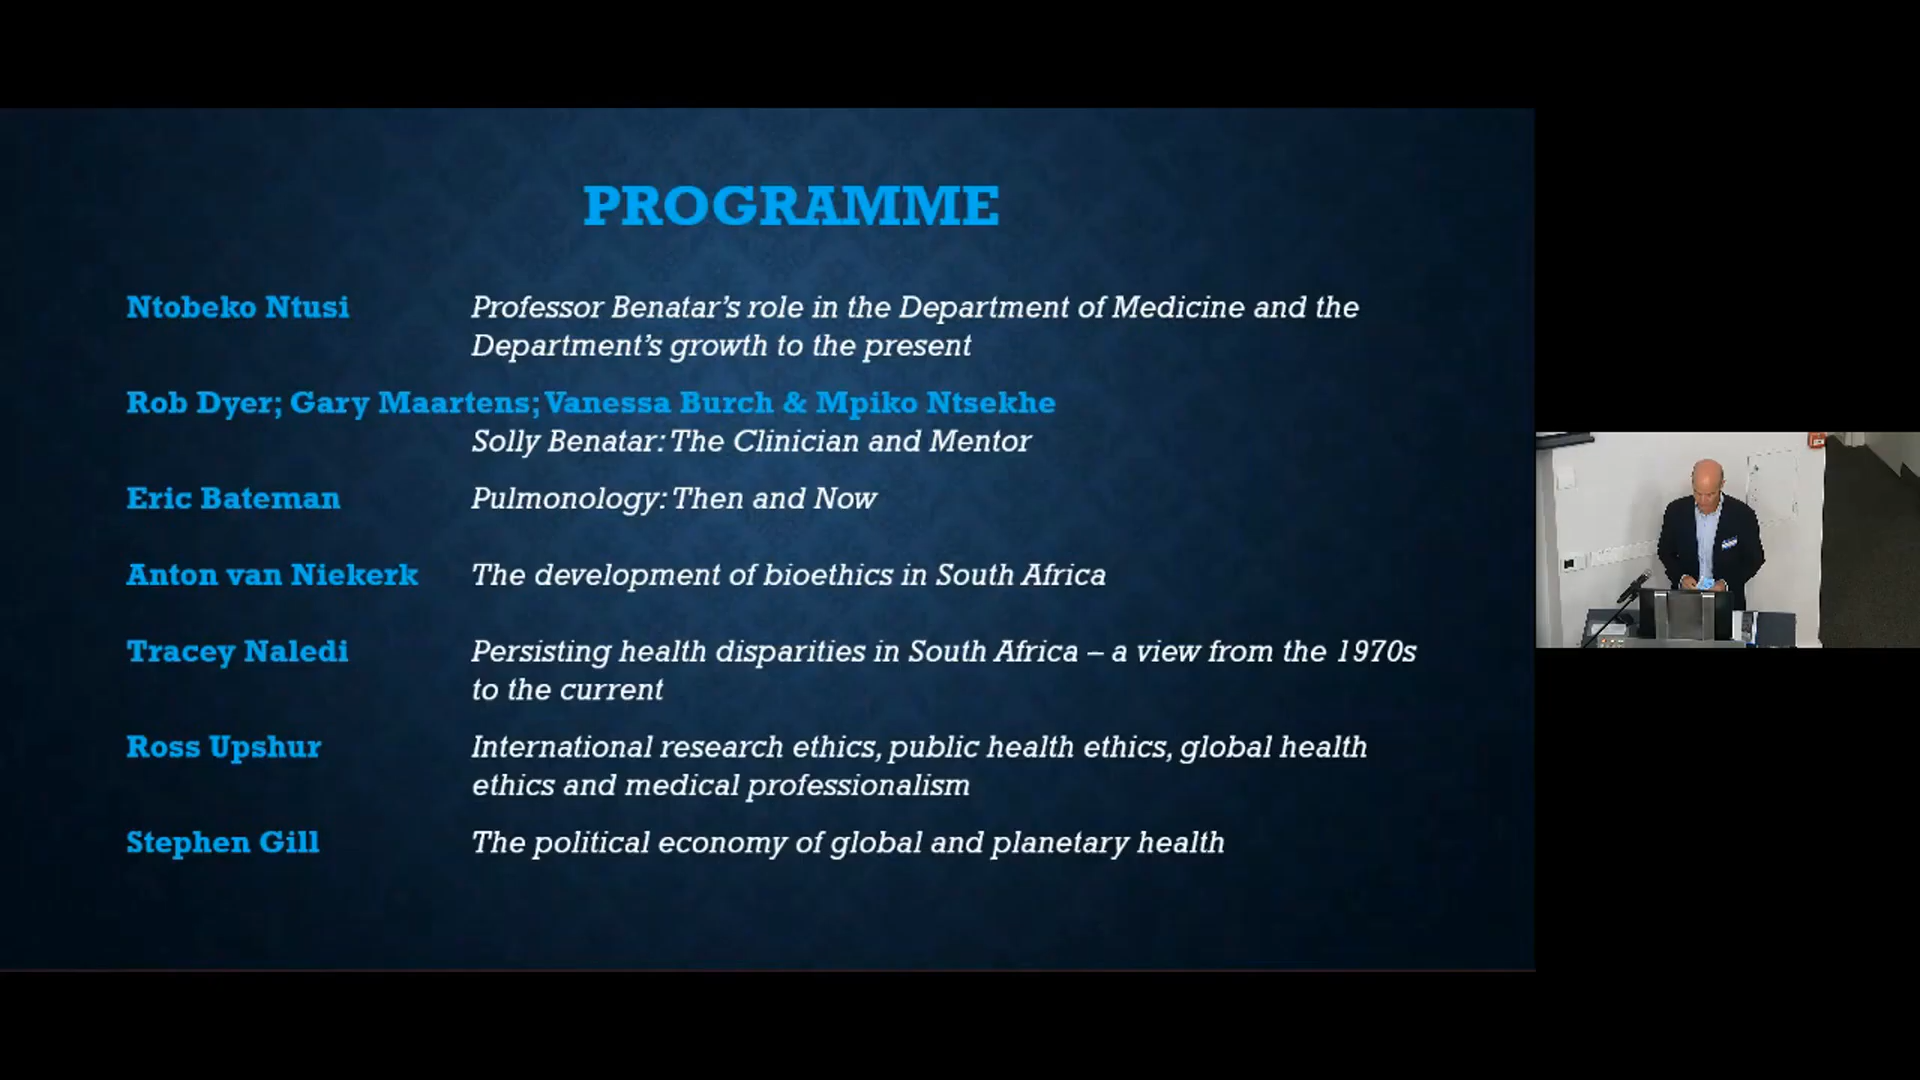 PROGRAMME
Ntobeko Ntusi Professor Benatar's role in the Department of Medicine and the
Department's growth to the present
Rob Dyer; Gary Maartens; Vanessa Burch & Mpiko Ntsekhe
Solly Benatar: The Clinician and Mentor
Eric Bateman Pulmonology: Then and Now
Anton van Niekerk The development of bioethics in South Africa
Tracey Naledi Persisting health disparities in South Africa – a view from the 1970s
to the current
Ross Upshur International research ethics, public health ethics, global health
ethics and medical professionalism
Stephen Gill The political economy of global and planetary health